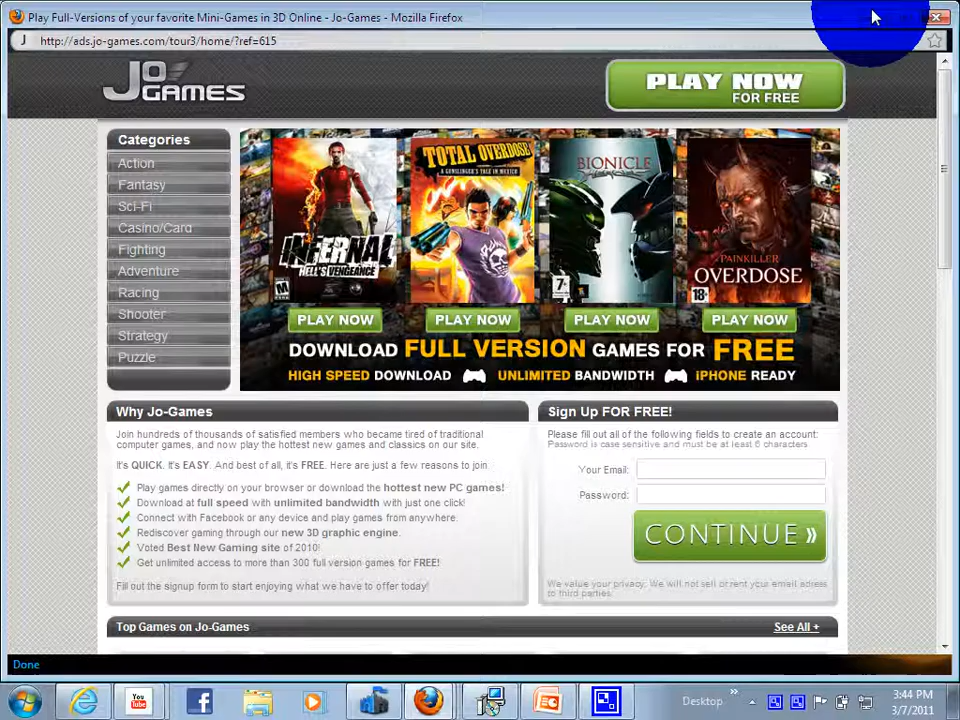 Play Full-Versions of your favorite Mini-Games in 3D Online - Jo-Games - Mozilla Firefox
http://ads.jo-games.com/tour3/home/?ref=615
JO GAMES
PLAY NOW
FOR FREE
Categories
Action
Fantasy
Sci-Fi
Casino/Card
Fighting
Adventure
Racing
Shooter
Strategy
Puzzle
INFERNAL
HELL'S VENGEANCE
TOTAL OVERDOSE
A GUNSLINGER'S TALE IN MEXICO
BIONICLE
PAINKILLER
OVERDOSE
M
7+
18+
PLAY NOW PLAY NOW PLAY NOW PLAY NOW
DOWNLOAD FULL VERSION GAMES FOR FREE
HIGH SPEED DOWNLOAD UNLIMITED BANDWIDTH iPHONE READY
Why Jo-Games
Join hundreds of thousands of satisfied members who became tired of traditional
computer games, and now play the hottest new games and classics on our site.
It's QUICK. It's EASY. And best of all, it's FREE. Here are just a few reasons to join:
Play games directly on your browser or download the hottest new PC games!
Download at full speed with unlimited bandwidth with just one click!
Connect with Facebook or any device and play games from anywhere.
Rediscover gaming through our new 3D graphic engine.
Voted Best New Gaming site of 2010!
Get unlimited access to more than 300 full version games for FREE!
Fill out the signup form to start enjoying what we have to offer today!
Sign Up FOR FREE!
Please fill out all of the following fields to create an account:
Password is case sensitive and must be at least 6 characters
Your Email:
Password:
CONTINUE »
We value your privacy. We will not sell or rent your email adress
to third parties.
Top Games on Jo-Games
See All +
Done
You Tube
Desktop »
3:44 PM
3/7/2011